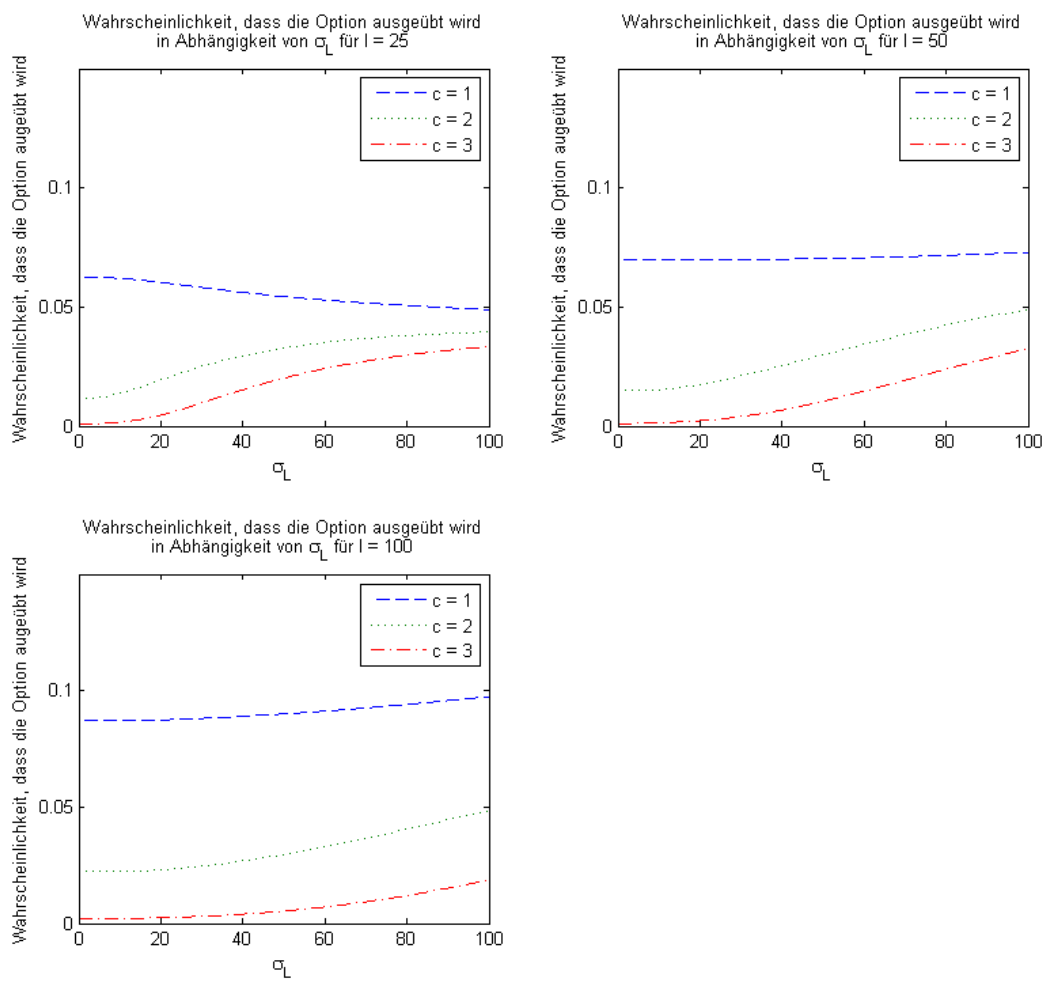 Wahrscheinlichkeit, dass die Option ausgeübt wird
in Abhängigkeit von σL für l = 25
Wahrscheinlichkeit, dass die Option augeübt wird
c = 1
c = 2
c = 3
0.1
0.05
0
0 20 40 60 80 100
σL
Wahrscheinlichkeit, dass die Option ausgeübt wird
in Abhängigkeit von σL für l = 50
Wahrscheinlichkeit, dass die Option augeübt wird
c = 1
c = 2
c = 3
0.1
0.05
0
0 20 40 60 80 100
σL
Wahrscheinlichkeit, dass die Option ausgeübt wird
in Abhängigkeit von σL für l = 100
Wahrscheinlichkeit, dass die Option augeübt wird
c = 1
c = 2
c = 3
0.1
0.05
0
0 20 40 60 80 100
σL